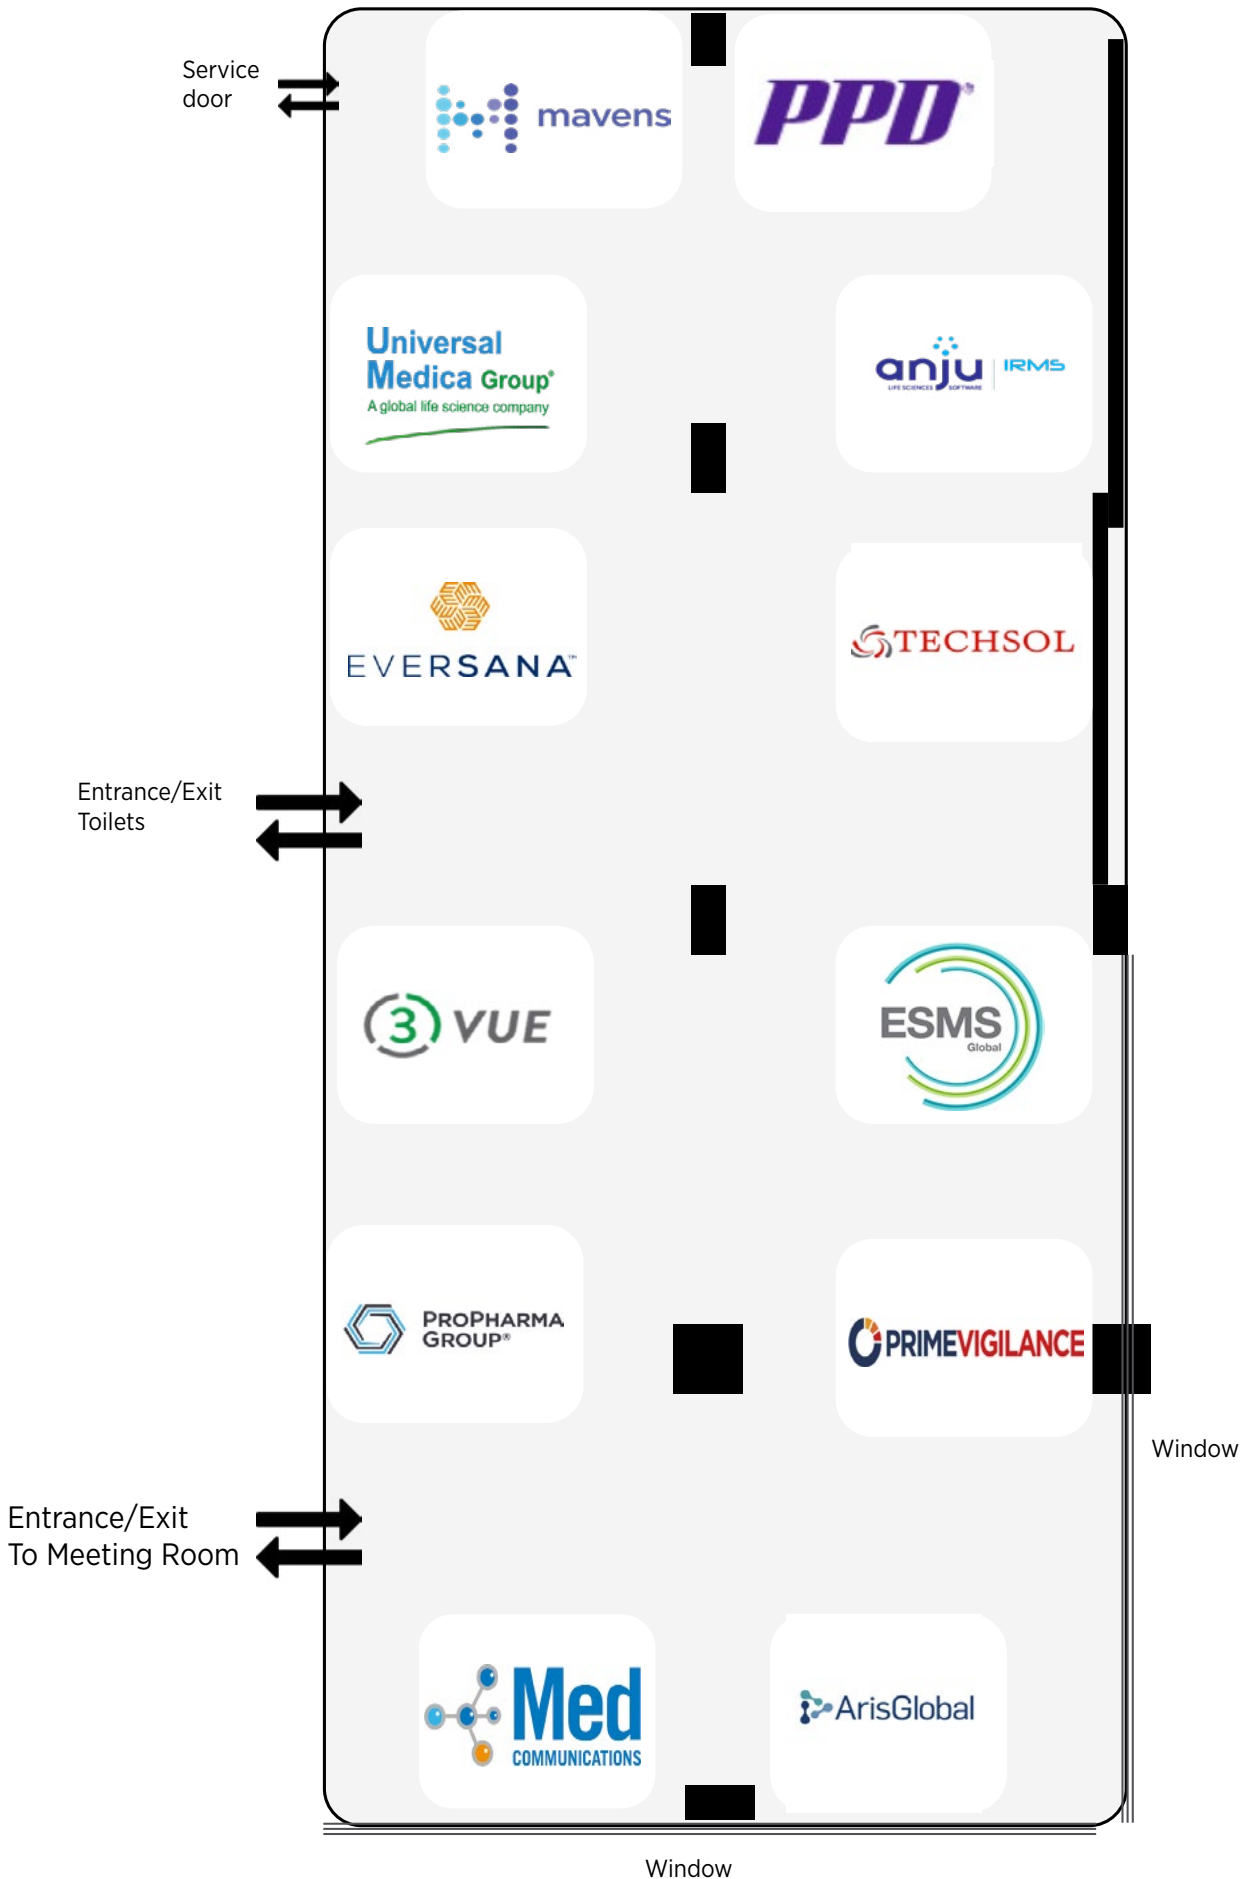 Service
door
mavens
PPD®
Universal
Medica Group®
A global life science company
anju
LIFE SCIENCES SOFTWARE
IRMS
EVERSANA™
TECHSOL
Entrance/Exit
Toilets
3 VUE
ESMS
Global
PROPHARMA
GROUP®
PRIMEVIGILANCE
Window
Entrance/Exit
To Meeting Room
Med
COMMUNICATIONS
ArisGlobal
Window